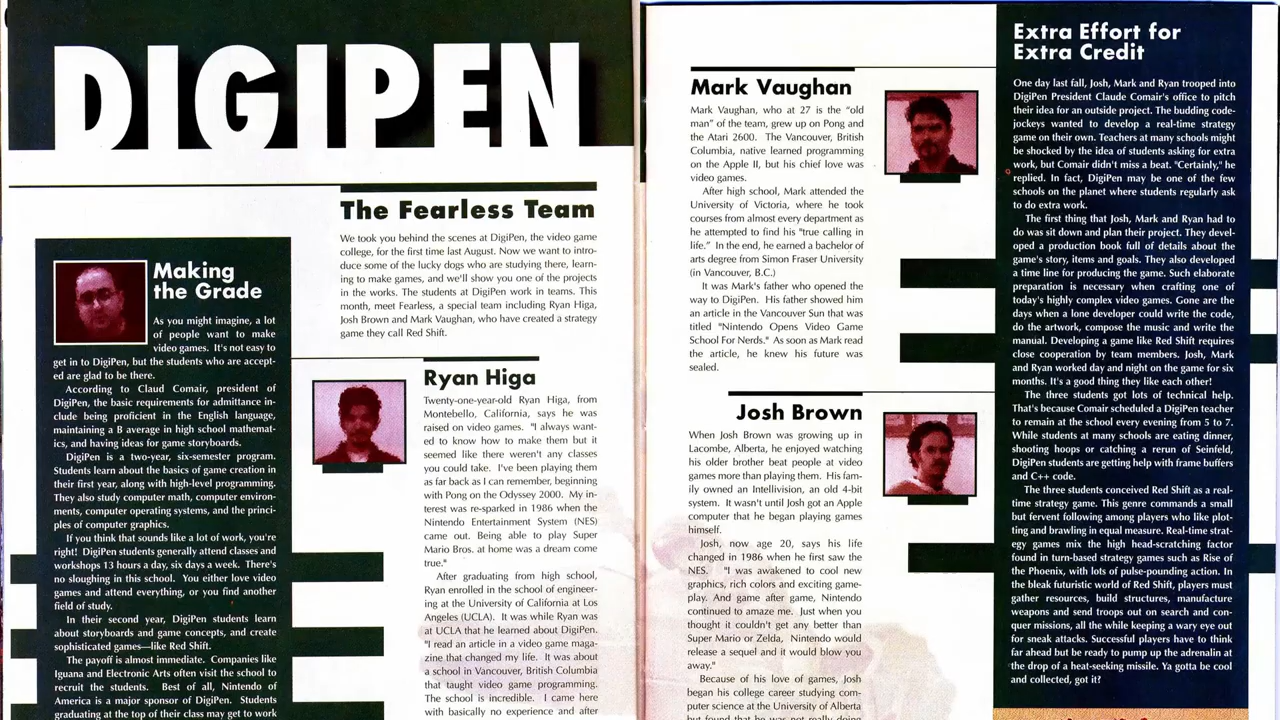 DIGIPEN
The Fearless Team
We took you behind the scenes at DigiPen, the video game
college, for the first time last August. Now we want to intro-
duce some of the lucky dogs who are studying there, learn-
ing to make games, and we'll show you one of the projects
in the works. The students at DigiPen work in teams. This
month, meet Fearless, a special team including Ryan Higa,
Josh Brown and Mark Vaughan, who have created a strategy
game they call Red Shift.
Making
the Grade
As you might imagine, a lot
of people want to make
video games. It's not easy to
get in to DigiPen, but the students who are accept-
ed are glad to be there.
According to Claud Comair, president of
DigiPen, the basic requirements for admittance in-
clude being proficient in the English language,
maintaining a B average in high school mathemat-
ics, and having ideas for game storyboards.
DigiPen is a two-year, six-semester program.
Students learn about the basics of game creation in
their first year, along with high-level programming.
They also study computer math, computer environ-
ments, computer operating systems, and the princi-
ples of computer graphics.
If you think that sounds like a lot of work, you're
right! DigiPen students generally attend classes and
workshops 13 hours a day, six days a week. There's
no sloughing in this school. You either love video
games and attend everything, or you find another
field of study.
In their second year, DigiPen students learn
about storyboards and game concepts, and create
sophisticated games—like Red Shift.
The payoff is almost immediate. Companies like
Iguana and Electronic Arts often visit the school to
recruit the students. Best of all, Nintendo of
America is a major sponsor of DigiPen. Students
graduating at the top of their class may get to work
Ryan Higa
Twenty-one-year-old Ryan Higa, from
Montebello, California, says he was
raised on video games. "I always want-
ed to know how to make them but it
seemed like there weren't any classes
you could take. I've been playing them
as far back as I can remember, beginning
with Pong on the Odyssey 2000. My in-
terest was re-sparked in 1986 when the
Nintendo Entertainment System (NES)
came out. Being able to play Super
Mario Bros. at home was a dream come
true."
After graduating from high school,
Ryan enrolled in the school of engineer-
ing at the University of California at Los
Angeles (UCLA). It was while Ryan was
at UCLA that he learned about DigiPen.
"I read an article in a video game maga-
zine that changed my life. It was about
a school in Vancouver, British Columbia
that taught video game programming.
The school is incredible. I came here
with basically no experience and after
Mark Vaughan
Mark Vaughan, who at 27 is the "old
man" of the team, grew up on Pong and
the Atari 2600. The Vancouver, British
Columbia, native learned programming
on the Apple II, but his chief love was
video games.
After high school, Mark attended the
University of Victoria, where he took
courses from almost every department as
he attempted to find his "true calling in
life." In the end, he earned a bachelor of
arts degree from Simon Fraser University
(in Vancouver, B.C.)
It was Mark's father who opened the
way to DigiPen. His father showed him
an article in the Vancouver Sun that was
titled "Nintendo Opens Video Game
School For Nerds." As soon as Mark read
the article, he knew his future was
sealed.
Josh Brown
When Josh Brown was growing up in
Lacombe, Alberta, he enjoyed watching
his older brother beat people at video
games more than playing them. His fam-
ily owned an Intellivision, an old 4-bit
system. It wasn't until Josh got an Apple
computer that he began playing games
himself.
Josh, now age 20, says his life
changed in 1986 when he first saw the
NES. "I was awakened to cool new
graphics, rich colors and exciting game-
play. And game after game, Nintendo
continued to amaze me. Just when you
thought it couldn't get any better than
Super Mario or Zelda, Nintendo would
release a sequel and it would blow you
away."
Because of his love of games, Josh
began his college career studying com-
puter science at the University of Alberta
but found that he was not really doing
Extra Effort for
Extra Credit
One day last fall, Josh, Mark and Ryan trooped into
DigiPen President Claude Comair's office to pitch
their idea for an outside project. The budding code-
jockeys wanted to develop a real-time strategy
game on their own. Teachers at many schools might
be shocked by the idea of students asking for extra
work, but Comair didn't miss a beat. "Certainly," he
replied. In fact, DigiPen may be one of the few
schools on the planet where students regularly ask
to do extra work.
The first thing that Josh, Mark and Ryan had to
do was sit down and plan their project. They devel-
oped a production book full of details about the
game's story, items and goals. They also developed
a time line for producing the game. Such elaborate
preparation is necessary when crafting one of
today's highly complex video games. Gone are the
days when a lone developer could write the code,
do the artwork, compose the music and write the
manual. Developing a game like Red Shift requires
close cooperation by team members. Josh, Mark
and Ryan worked day and night on the game for six
months. It's a good thing they like each other!
The three students got lots of technical help.
That's because Comair scheduled a DigiPen teacher
to remain at the school every evening from 5 to 7.
While students at many schools are eating dinner,
shooting hoops or catching a rerun of Seinfeld,
DigiPen students are getting help with frame buffers
and C++ code.
The three students conceived Red Shift as a real-
time strategy game. This genre commands a small
but fervent following among players who like plot-
ting and brawling in equal measure. Real-time strat-
egy games mix the high head-scratching factor
found in turn-based strategy games such as Rise of
the Phoenix, with lots of pulse-pounding action. In
the bleak futuristic world of Red Shift, players must
gather resources, build structures, manufacture
weapons and send troops out on search and con-
quer missions, all the while keeping a wary eye out
for sneak attacks. Successful players have to think
far ahead but be ready to pump up the adrenalin at
the drop of a heat-seeking missile. Ya gotta be cool
and collected, got it?